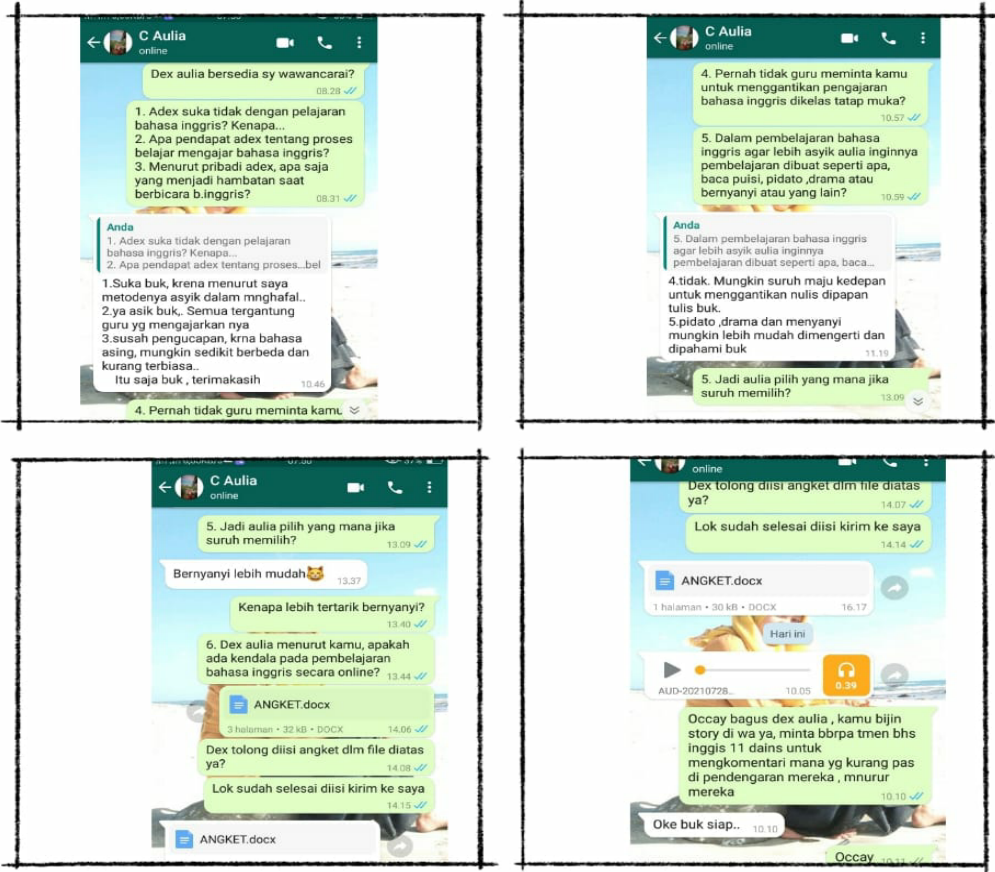 C Aulia
online
Dex aulia bersedia sy wawancarai?
08.28
1. Adex suka tidak dengan pelajaran
bahasa inggris? Kenapa...
2. Apa pendapat adex tentang proses
belajar mengajar bahasa inggris?
3. Menurut pribadi adex, apa saja
yang menjadi hambatan saat
berbicara b.inggris?
08.31
Anda
1. Adex suka tidak dengan pelajaran
bahasa inggris? Kenapa...
2. Apa pendapat adex tentang proses...bel
1.Suka buk, krena menurut saya
metodenya asyik dalam mnghafal..
2.ya asik buk,. Semua tergantung
guru yg mengajarkan nya
3.susah pengucapan, krna bahasa
asing, mungkin sedikit berbeda dan
kurang terbiasa..
Itu saja buk , terimakasih
10.46
4. Pernah tidak guru meminta kamu
C Aulia
online
4. Pernah tidak guru meminta kamu
untuk menggantikan pengajaran
bahasa inggris dikelas tatap muka?
10.57
5. Dalam pembelajaran bahasa
inggris agar lebih asyik aulia inginnya
pembelajaran dibuat seperti apa,
baca puisi, pidato ,drama atau
bernyanyi atau yang lain?
10.59
Anda
5. Dalam pembelajaran bahasa inggris
agar lebih asyik aulia inginnya
pembelajaran dibuat seperti apa, baca...
4.tidak. Mungkin suruh maju kedepan
untuk menggantikan nulis dipapan
tulis buk.
5.pidato ,drama dan menyanyi
mungkin lebih mudah dimengerti dan
dipahami buk
11.19
5. Jadi aulia pilih yang mana jika
suruh memilih?
13.09
C Aulia
online
5. Jadi aulia pilih yang mana jika
suruh memilih?
13.09
Bernyanyi lebih mudah😸
13.37
Kenapa lebih tertarik bernyanyi?
13.40
6. Dex aulia menurut kamu, apakah
ada kendala pada pembelajaran
bahasa inggris secara online?
13.44
ANGKET.docx
3 halaman • 32 kB • DOCX 14.06
Dex tolong diisi angket dlm file diatas
ya?
14.08
Lok sudah selesai diisi kirim ke saya
14.15
ANGKET.docx
online
Dex tolong diisi angket dlm file diatas
ya?
14.07
Lok sudah selesai diisi kirim ke saya
14.14
ANGKET.docx
1 halaman • 30 kB • DOCX 16.17
Hari ini
0.39
AUD-20210728.. 10.05
Occay bagus dex aulia , kamu bijin
story di wa ya, minta bbrpa tmen bhs
inggis 11 dains untuk
mengkomentari mana yg kurang pas
di pendengaran mereka , mnurur
mereka
10.10
Oke buk siap..
10.10
Occay
10.11